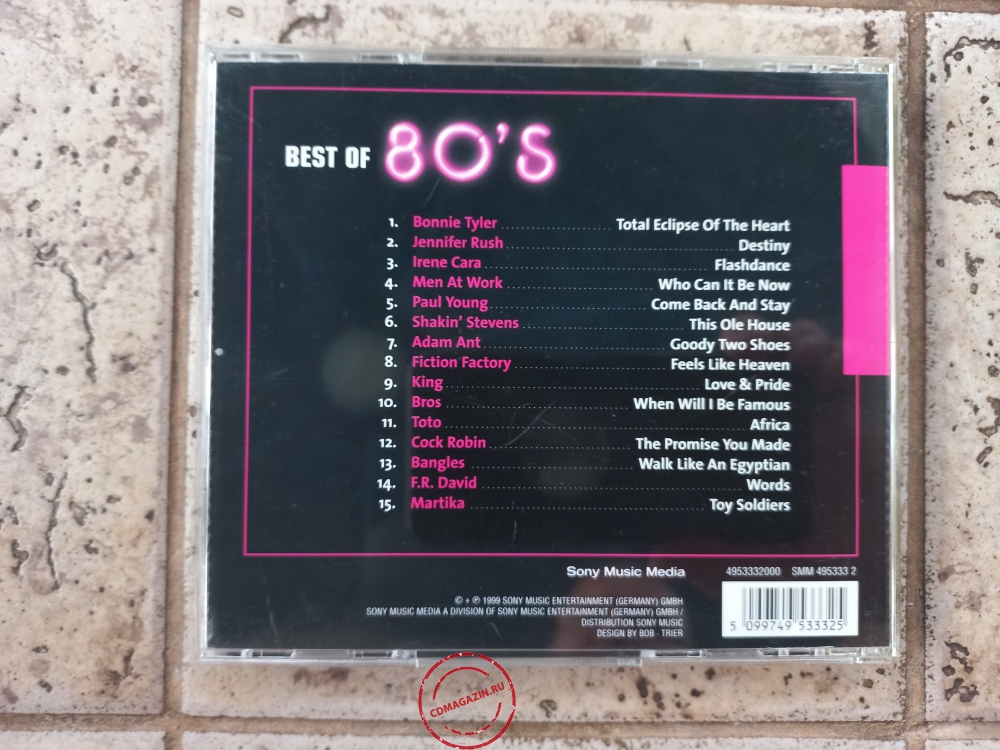 BEST OF 80'S
1. Bonnie Tyler Total Eclipse Of The Heart
2. Jennifer Rush Destiny
3. Irene Cara Flashdance
4. Men At Work Who Can It Be Now
5. Paul Young Come Back And Stay
6. Shakin' Stevens This Ole House
7. Adam Ant Goody Two Shoes
8. Fiction Factory Feels Like Heaven
9. King Love & Pride
10. Bros When Will I Be Famous
11. Toto Africa
12. Cock Robin The Promise You Made
13. Bangles Walk Like An Egyptian
14. F.R. David Words
15. Martika Toy Soldiers
Sony Music Media 4953332000 SMM 495333 2
© + ℗ 1999 SONY MUSIC ENTERTAINMENT (GERMANY) GMBH
SONY MUSIC MEDIA A DIVISION OF SONY MUSIC ENTERTAINMENT (GERMANY) GMBH /
DISTRIBUTION SONY MUSIC
DESIGN BY BOB · TRIER
5 099749 533325
CDMAGAZIN.RU